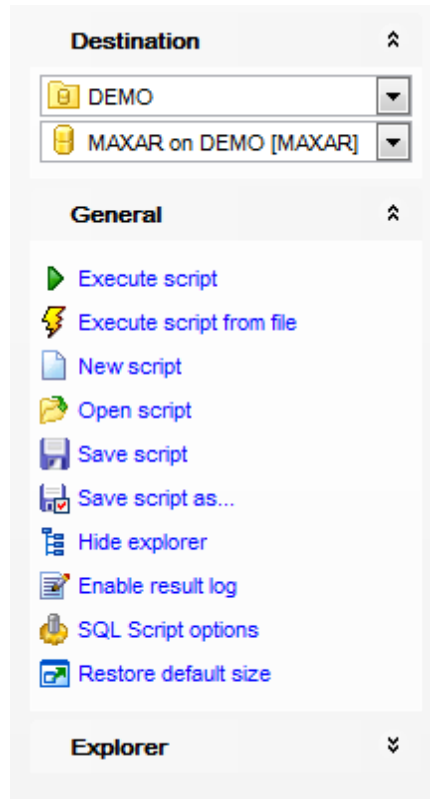 Destination
DEMO
MAXAR on DEMO [MAXAR]
General
Execute script
Execute script from file
New script
Open script
Save script
Save script as...
Hide explorer
Enable result log
SQL Script options
Restore default size
Explorer